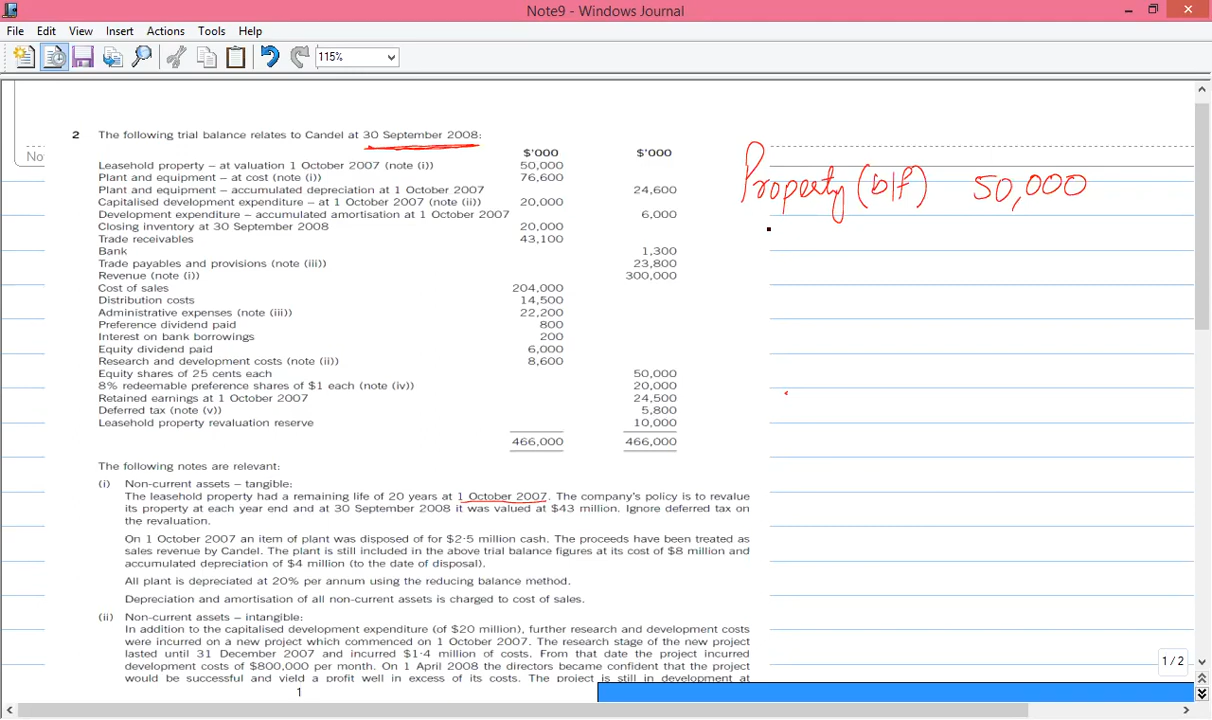 Note9 - Windows Journal
File Edit View Insert Actions Tools Help
115%
2 The following trial balance relates to Candel at 30 September 2008:
No
$'000 $'000
Leasehold property – at valuation 1 October 2007 (note (i)) 50,000
Plant and equipment – at cost (note (i)) 76,600
Plant and equipment – accumulated depreciation at 1 October 2007 24,600
Capitalised development expenditure – at 1 October 2007 (note (ii)) 20,000
Development expenditure – accumulated amortisation at 1 October 2007 6,000
Closing inventory at 30 September 2008 20,000
Trade receivables 43,100
Bank 1,300
Trade payables and provisions (note (iii)) 23,800
Revenue (note (i)) 300,000
Cost of sales 204,000
Distribution costs 14,500
Administrative expenses (note (iii)) 22,200
Preference dividend paid 800
Interest on bank borrowings 200
Equity dividend paid 6,000
Research and development costs (note (ii)) 8,600
Equity shares of 25 cents each 50,000
8% redeemable preference shares of $1 each (note (iv)) 20,000
Retained earnings at 1 October 2007 24,500
Deferred tax (note (v)) 5,800
Leasehold property revaluation reserve 10,000
466,000 466,000
Property (b/f) 50,000
The following notes are relevant:
(i) Non-current assets – tangible:
The leasehold property had a remaining life of 20 years at 1 October 2007. The company's policy is to revalue
its property at each year end and at 30 September 2008 it was valued at $43 million. Ignore deferred tax on
the revaluation.
On 1 October 2007 an item of plant was disposed of for $2·5 million cash. The proceeds have been treated as
sales revenue by Candel. The plant is still included in the above trial balance figures at its cost of $8 million and
accumulated depreciation of $4 million (to the date of disposal).
All plant is depreciated at 20% per annum using the reducing balance method.
Depreciation and amortisation of all non-current assets is charged to cost of sales.
(ii) Non-current assets – intangible:
In addition to the capitalised development expenditure (of $20 million), further research and development costs
were incurred on a new project which commenced on 1 October 2007. The research stage of the new project
lasted until 31 December 2007 and incurred $1·4 million of costs. From that date the project incurred
development costs of $800,000 per month. On 1 April 2008 the directors became confident that the project
would be successful and yield a profit well in excess of its costs. The project is still in development at
1
1 / 2